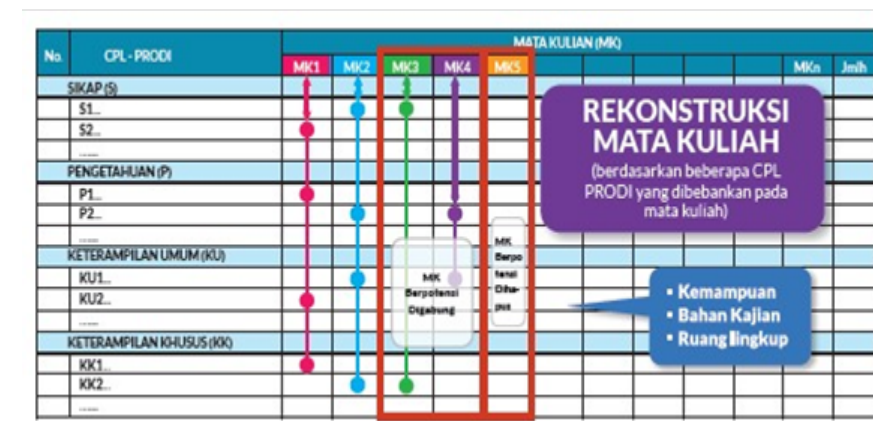 No. CPL - PRODI MATA KULIAH (MK)
MK1 MK2 MK3 MK4 MK5 MKn Jmlh
SIKAP (S)
S1...
S2...
......
PENGETAHUAN (P)
P1...
P2...
......
KETERAMPILAN UMUM (KU)
KU1...
KU2...
......
KETERAMPILAN KHUSUS (KK)
KK1...
KK2...
......
MK
Berpotensi
Digabung
MK
Berpo
tensi
Diha-
pus
REKONSTRUKSI
MATA KULIAH
(berdasarkan beberapa CPL
PRODI yang dibebankan pada
mata kuliah)
• Kemampuan
• Bahan Kajian
• Ruang lingkup